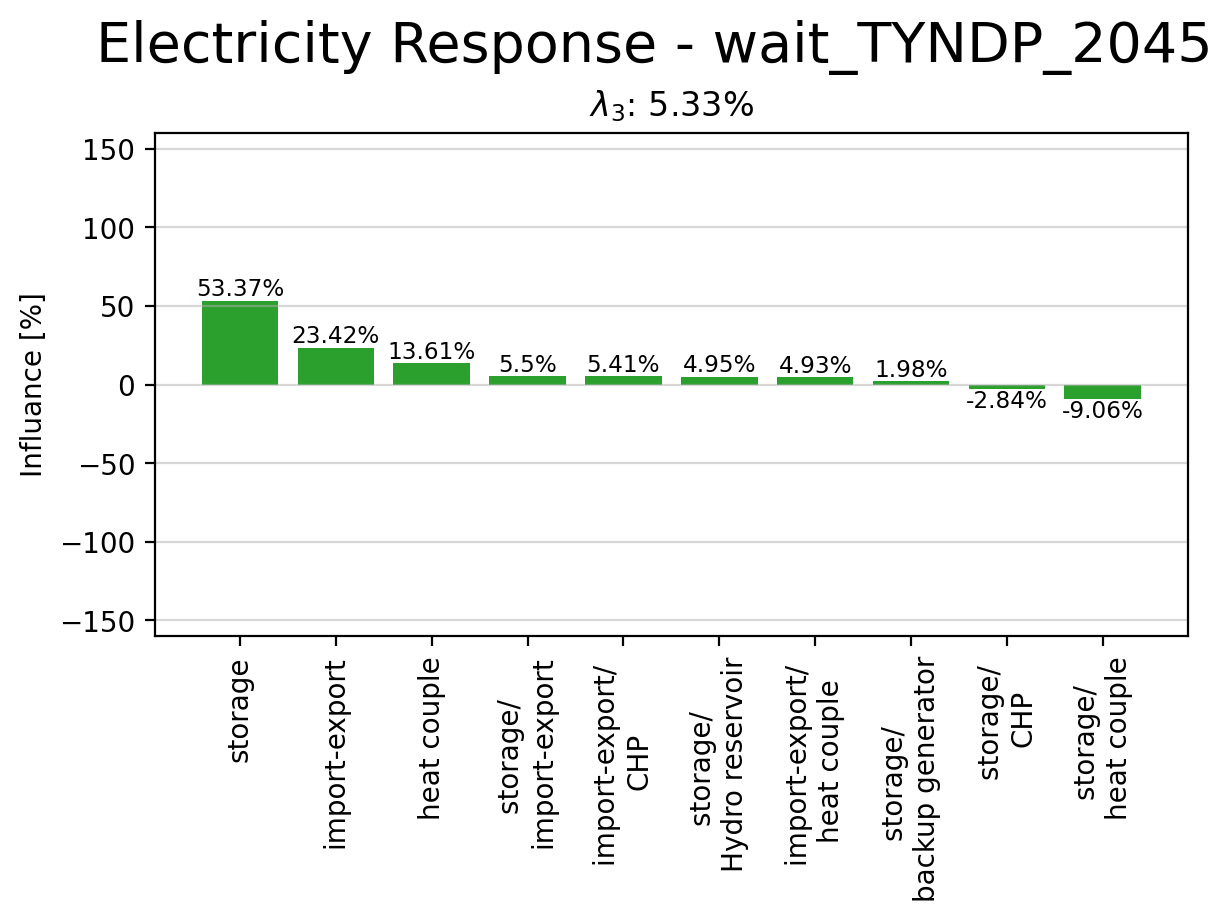 Electricity Response - wait_TYNDP_2045
λ₃: 5.33%
Influance [%]
150
100
50
0
−50
−100
−150
53.37%
23.42%
13.61%
5.5%
5.41%
4.95%
4.93%
1.98%
-2.84%
-9.06%
storage
import-export
heat couple
storage/
import-export
import-export/
CHP
storage/
Hydro reservoir
import-export/
heat couple
storage/
backup generator
storage/
CHP
storage/
heat couple